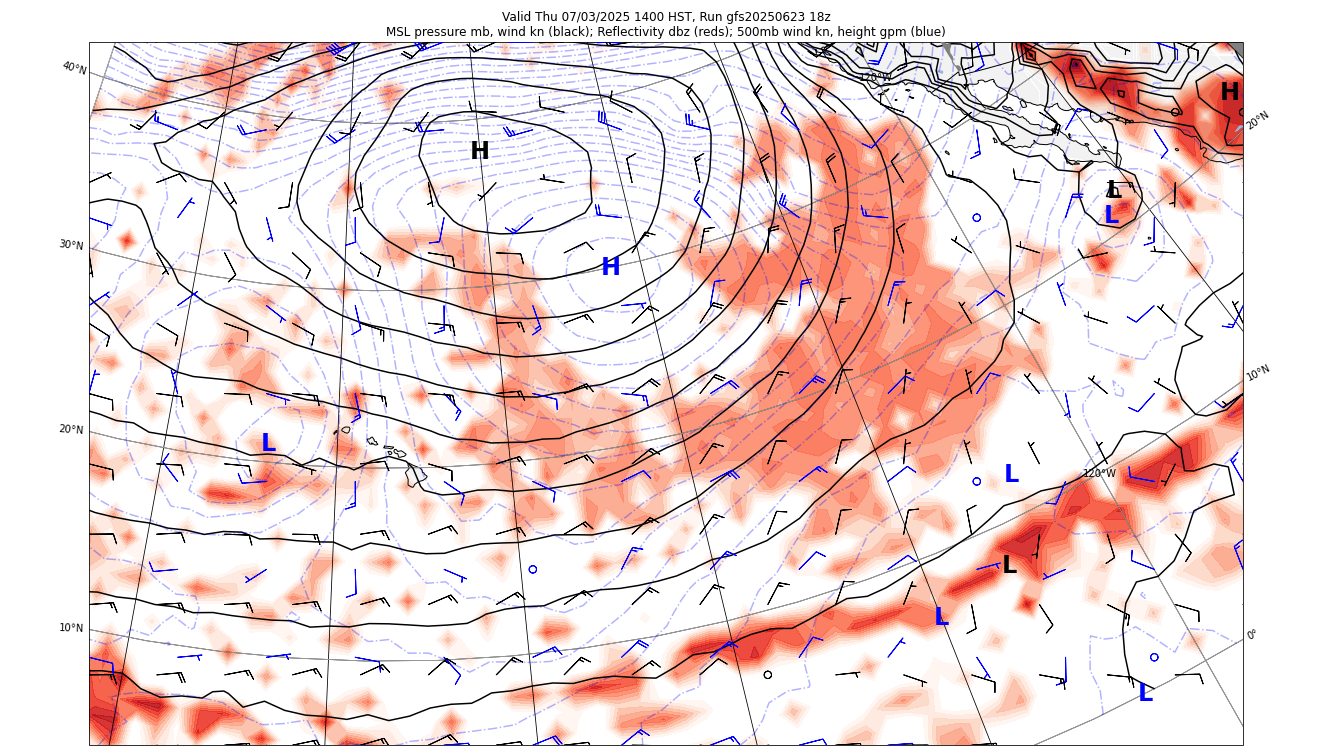 Valid Thu 07/03/2025 1400 HST, Run gfs20250623 18z
MSL pressure mb, wind kn (black); Reflectivity dbz (reds); 500mb wind kn, height gpm (blue)
40°N
120°W
H
20°N
H
L
L
30°N
H
10°N
20°N
L
L
120°W
L
10°N
L
0°
L